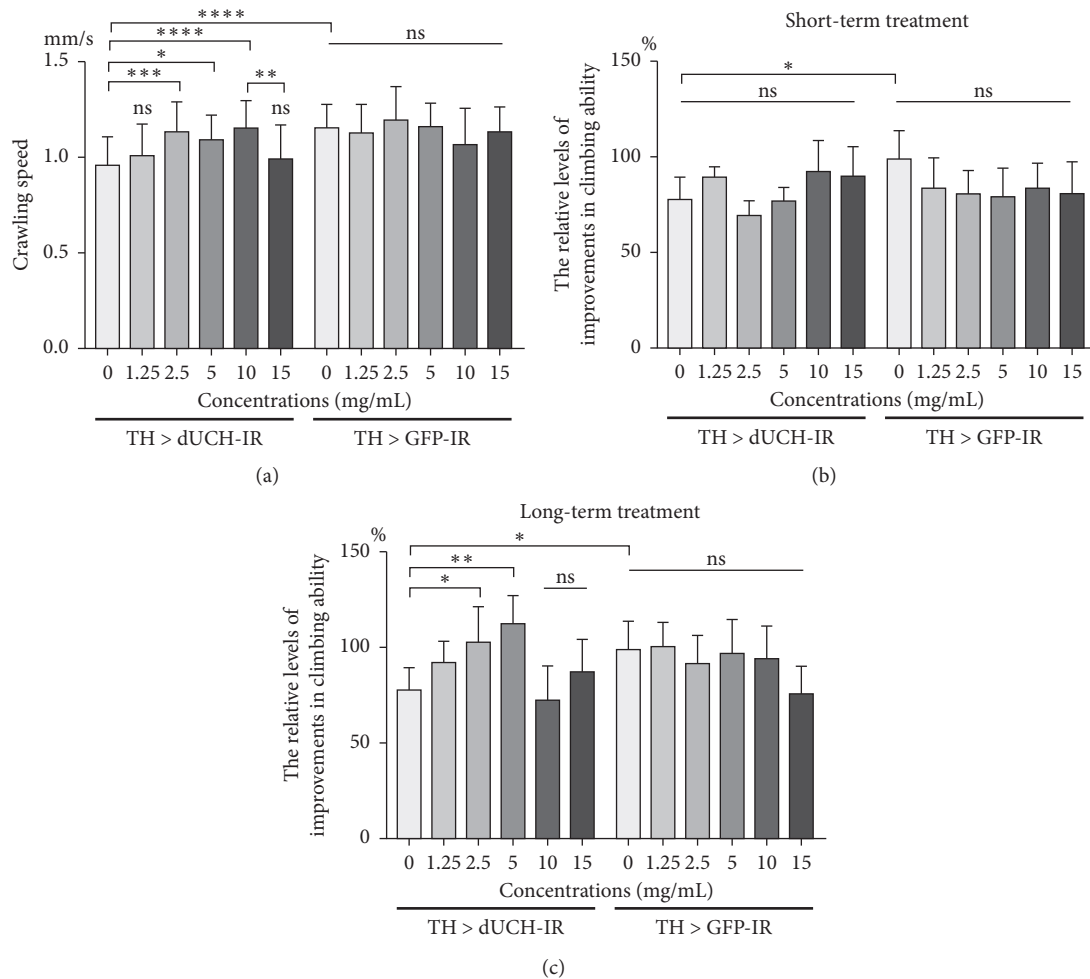 mm/s
****
****
*
***
ns
**
ns
ns
1.5
1.0
0.5
0.0
Crawling speed
0 1.25 2.5 5 10 15 0 1.25 2.5 5 10 15
Concentrations (mg/mL)
TH > dUCH-IR TH > GFP-IR
(a)
Short-term treatment
%
150
100
50
0
*
ns ns
The relative levels of
improvements in climbing ability
0 1.25 2.5 5 10 15 0 1.25 2.5 5 10 15
Concentrations (mg/mL)
TH > dUCH-IR TH > GFP-IR
(b)
Long-term treatment
%
150
100
50
0
*
**
*
ns ns
The relative levels of
improvements in climbing ability
0 1.25 2.5 5 10 15 0 1.25 2.5 5 10 15
Concentrations (mg/mL)
TH > dUCH-IR TH > GFP-IR
(c)